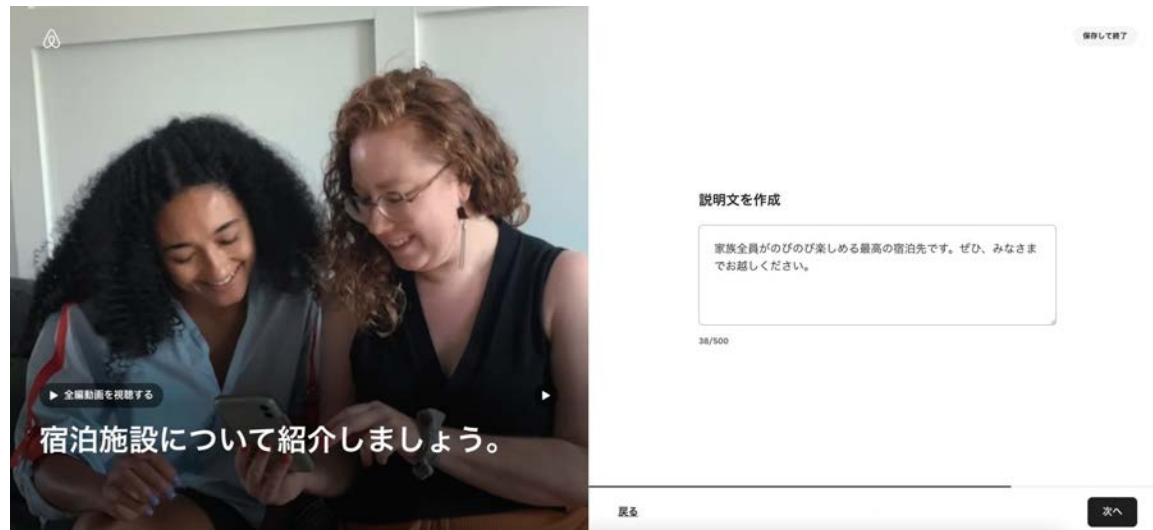 保存して終了
説明文を作成
家族全員がのびのび楽しめる最高の宿泊先です。ぜひ、みなさま
でお越しください。
38/500
全編動画を視聴する
宿泊施設について紹介しましょう。
戻る
次へ